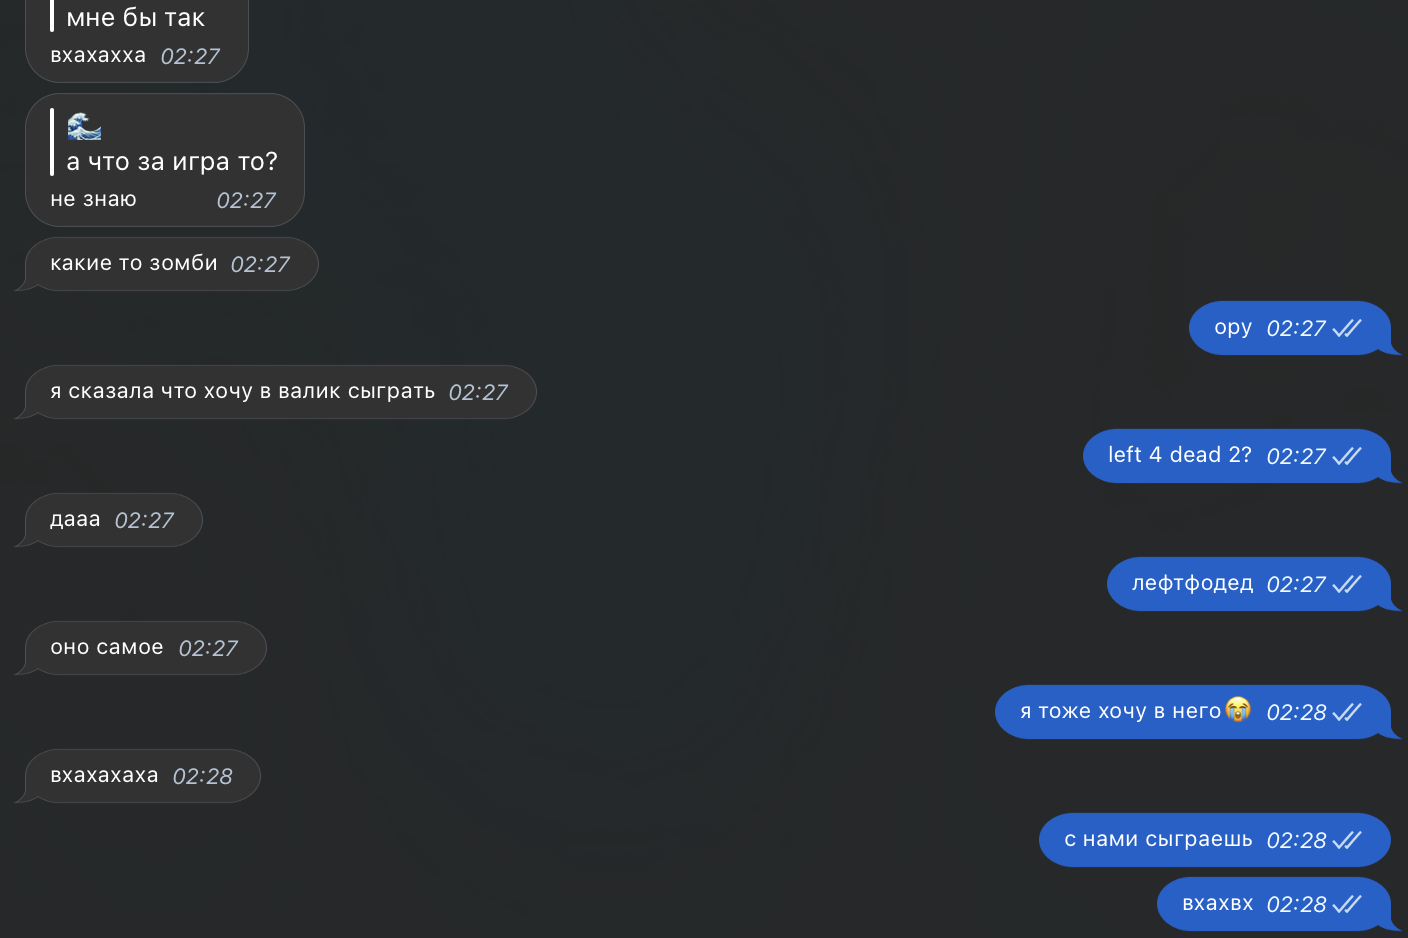 мне бы так
вхахахха 02:27
🌊
а что за игра то?
не знаю 02:27
какие то зомби 02:27
ору 02:27
я сказала что хочу в валик сыграть 02:27
left 4 dead 2? 02:27
дааа 02:27
лефтфодед 02:27
оно самое 02:27
я тоже хочу в него😭 02:28
вхахахаха 02:28
с нами сыграешь 02:28
вхахвх 02:28